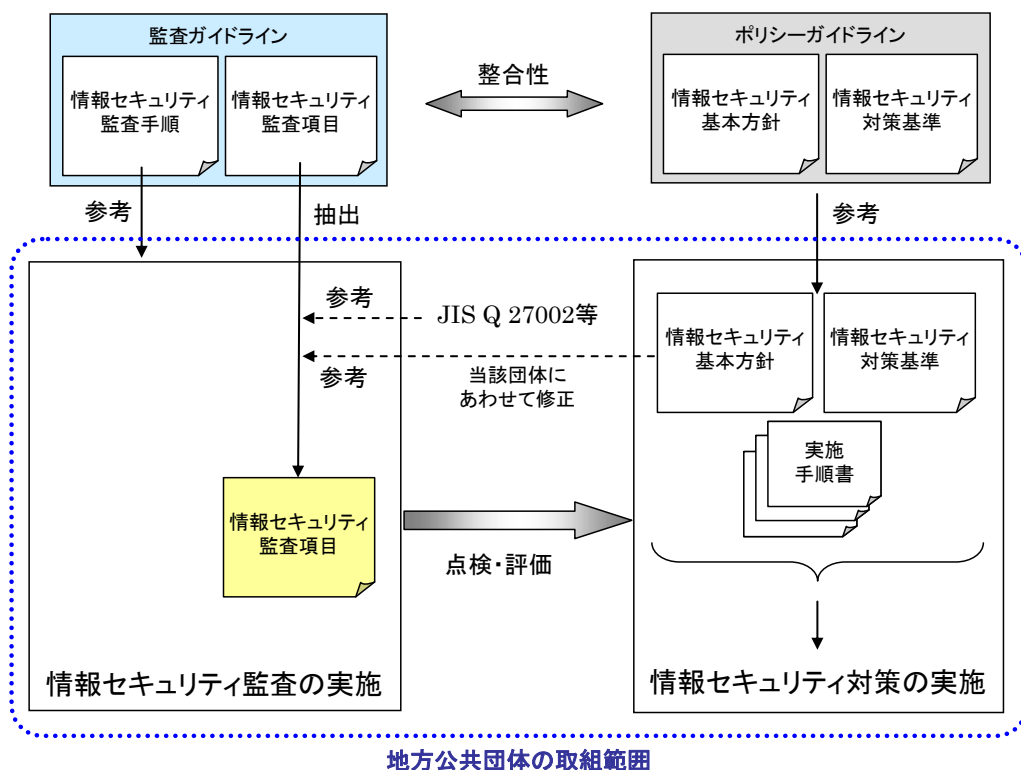 監査ガイドライン
情報セキュリティ
監査手順
情報セキュリティ
監査項目
整合性
ポリシーガイドライン
情報セキュリティ
基本方針
情報セキュリティ
対策基準
参考
抽出
参考
参考
JIS Q 27002等
参考
当該団体に
あわせて修正
情報セキュリティ
基本方針
情報セキュリティ
対策基準
実施
手順書
情報セキュリティ
監査項目
点検・評価
情報セキュリティ監査の実施
情報セキュリティ対策の実施
地方公共団体の取組範囲